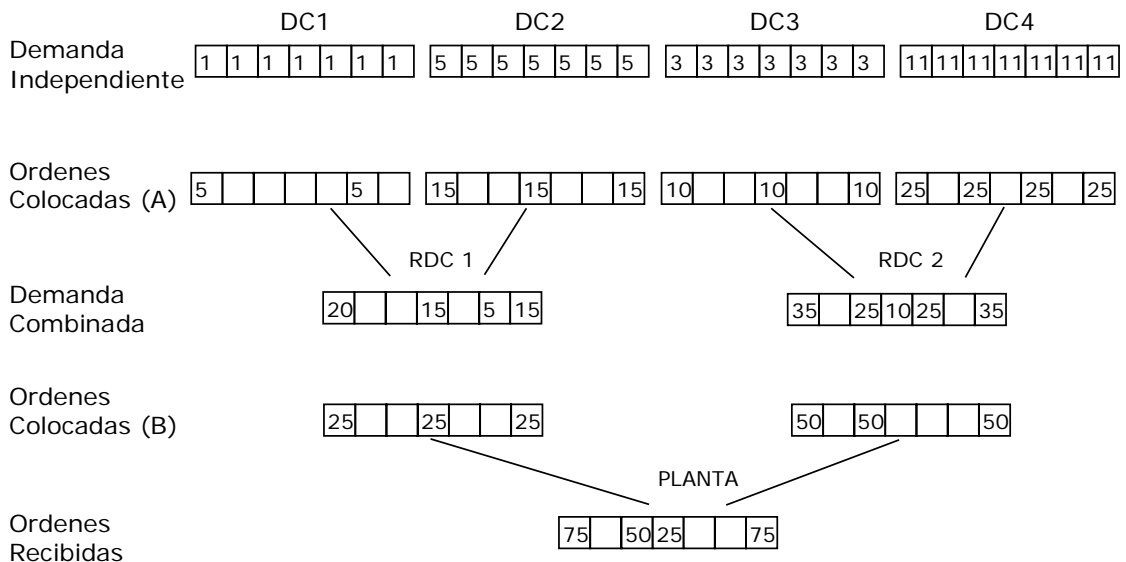 DC1 DC2 DC3 DC4
Demanda
Independiente
1 1 1 1 1 1 1 5 5 5 5 5 5 5 3 3 3 3 3 3 3 11 11 11 11 11 11 11
Ordenes
Colocadas (A)
5 5 15 15 15 10 10 10 25 25 25 25
RDC 1 RDC 2
Demanda
Combinada
20 15 5 15 35 25 10 25 35
Ordenes
Colocadas (B)
25 25 25 50 50 50
PLANTA
Ordenes
Recibidas
75 50 25 75